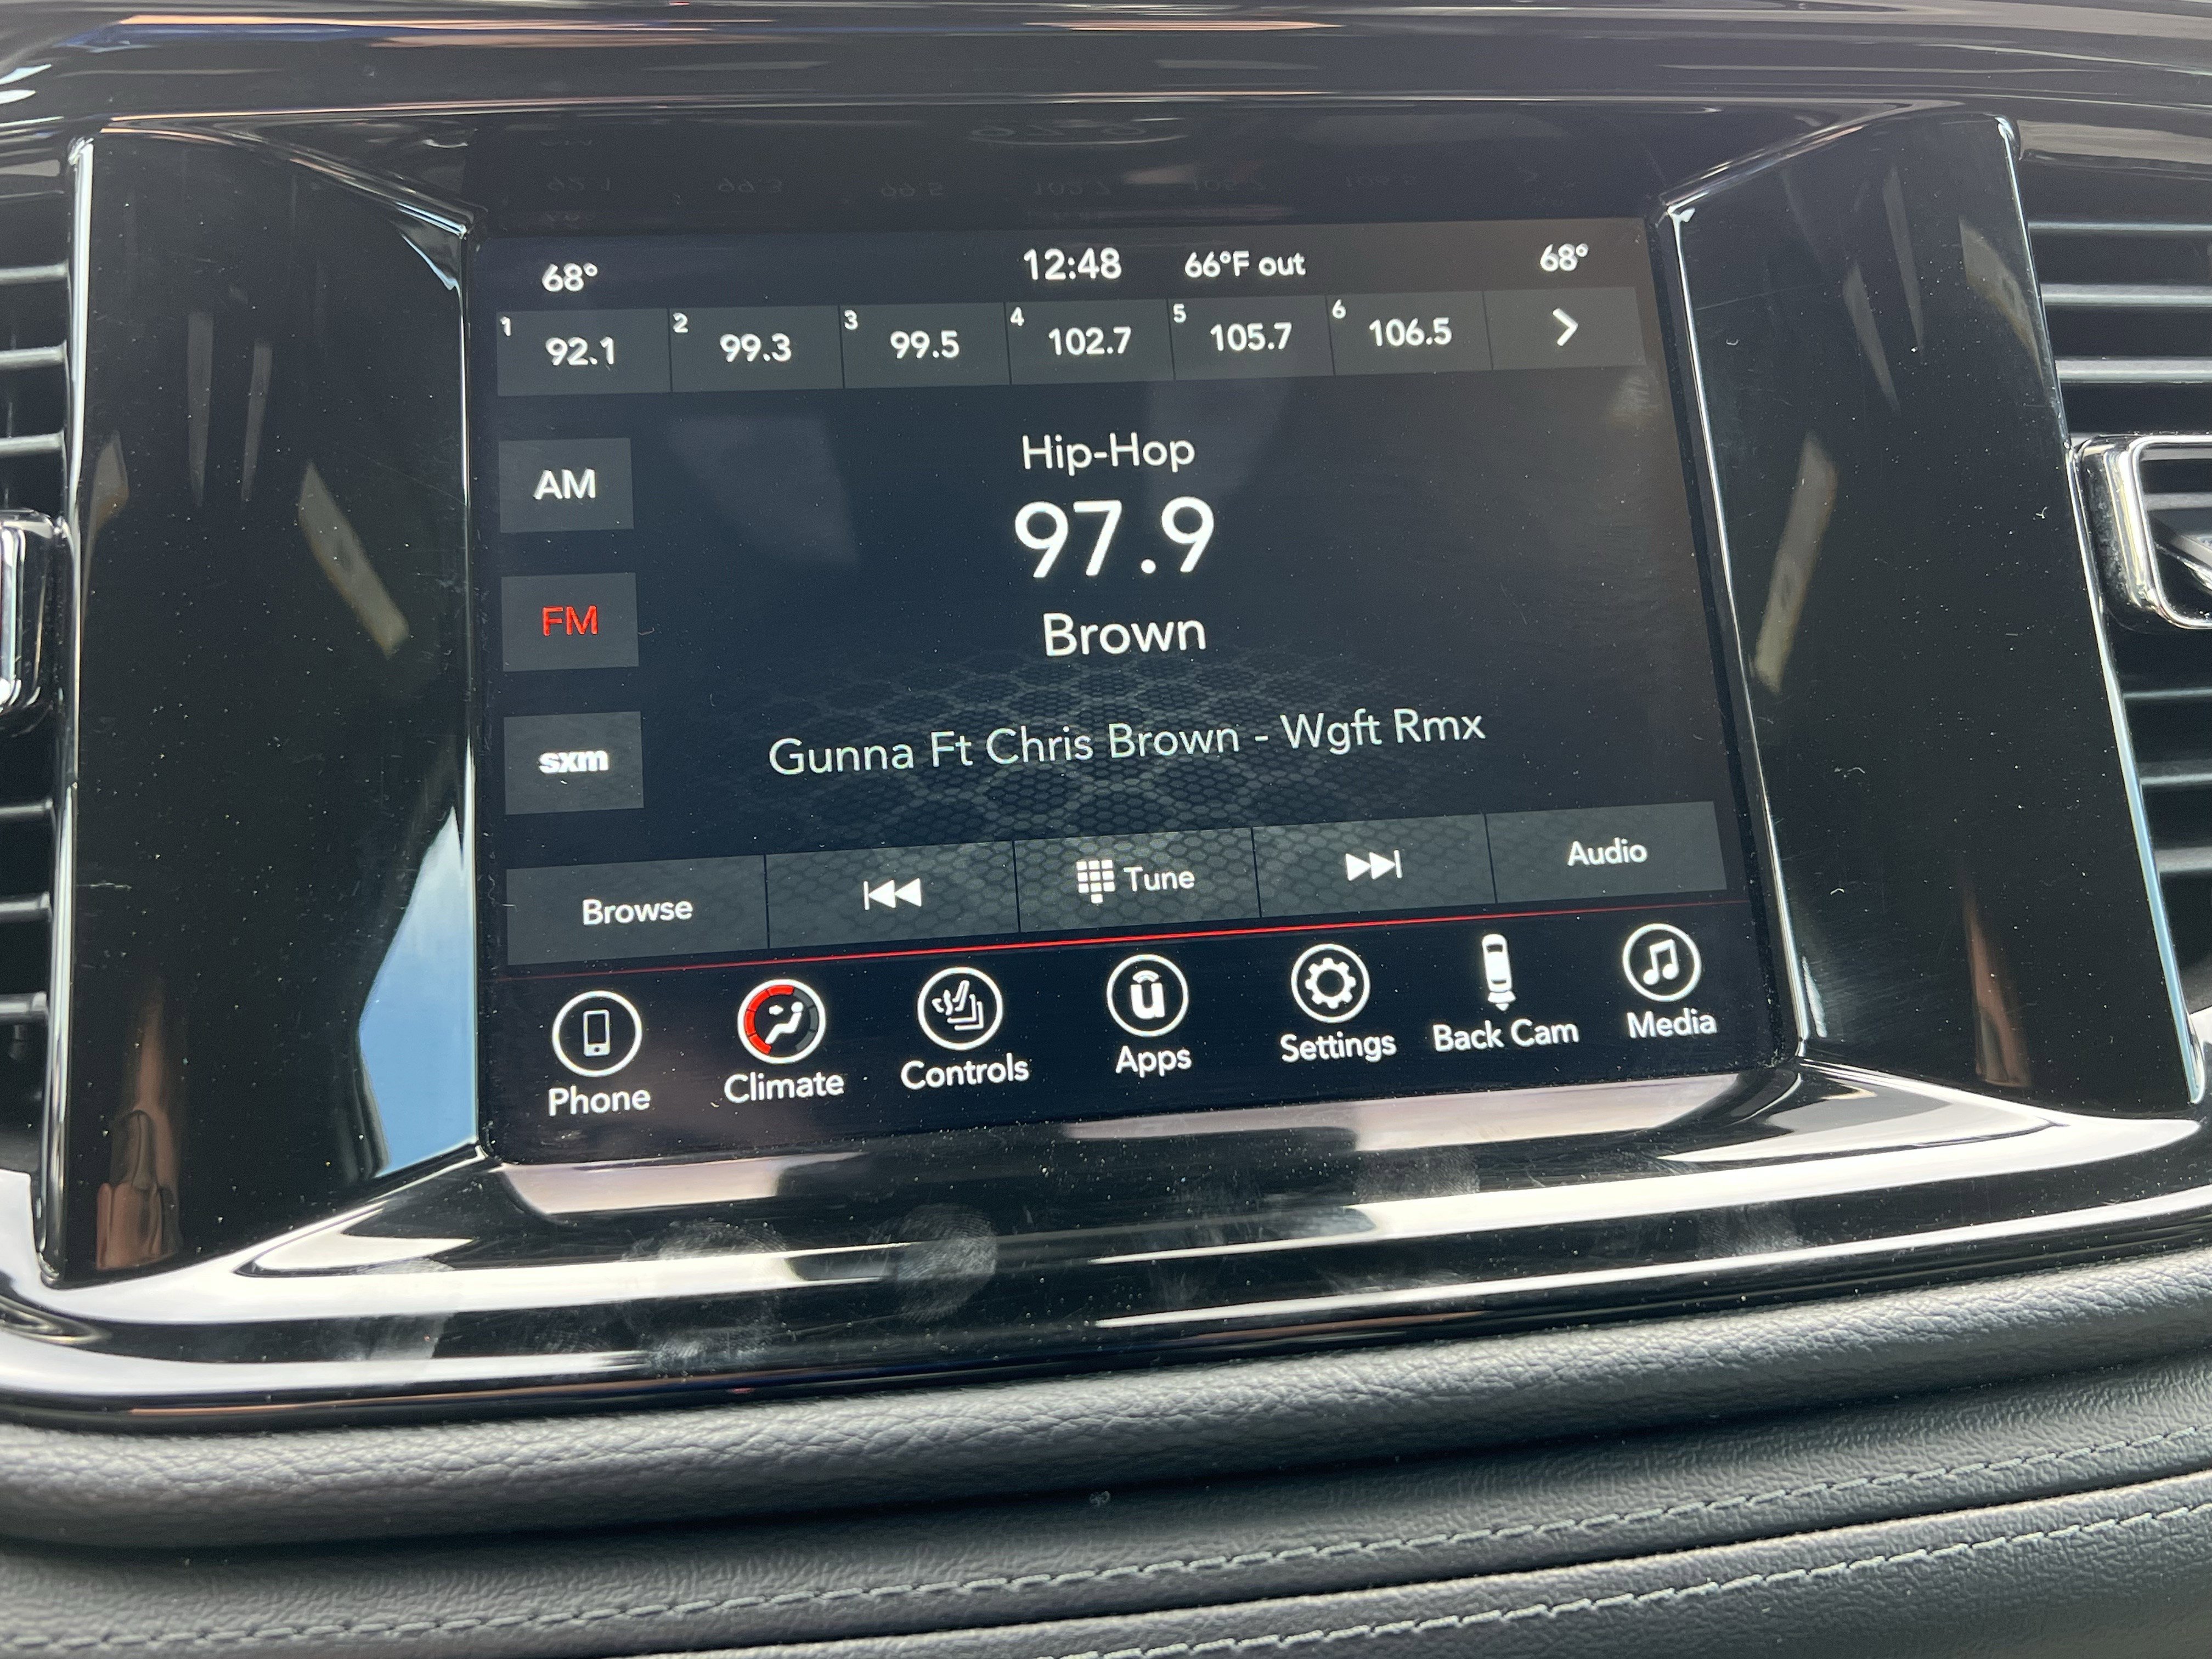 68° 12:48 66°F out 68°
1 92.1 2 99.3 3 99.5 4 102.7 5 105.7 6 106.5
Hip-Hop
AM
97.9
FM
Brown
sxm
Gunna Ft Chris Brown - Wgft Rmx
Browse Tune Audio
Phone Climate Controls Apps Settings Back Cam Media